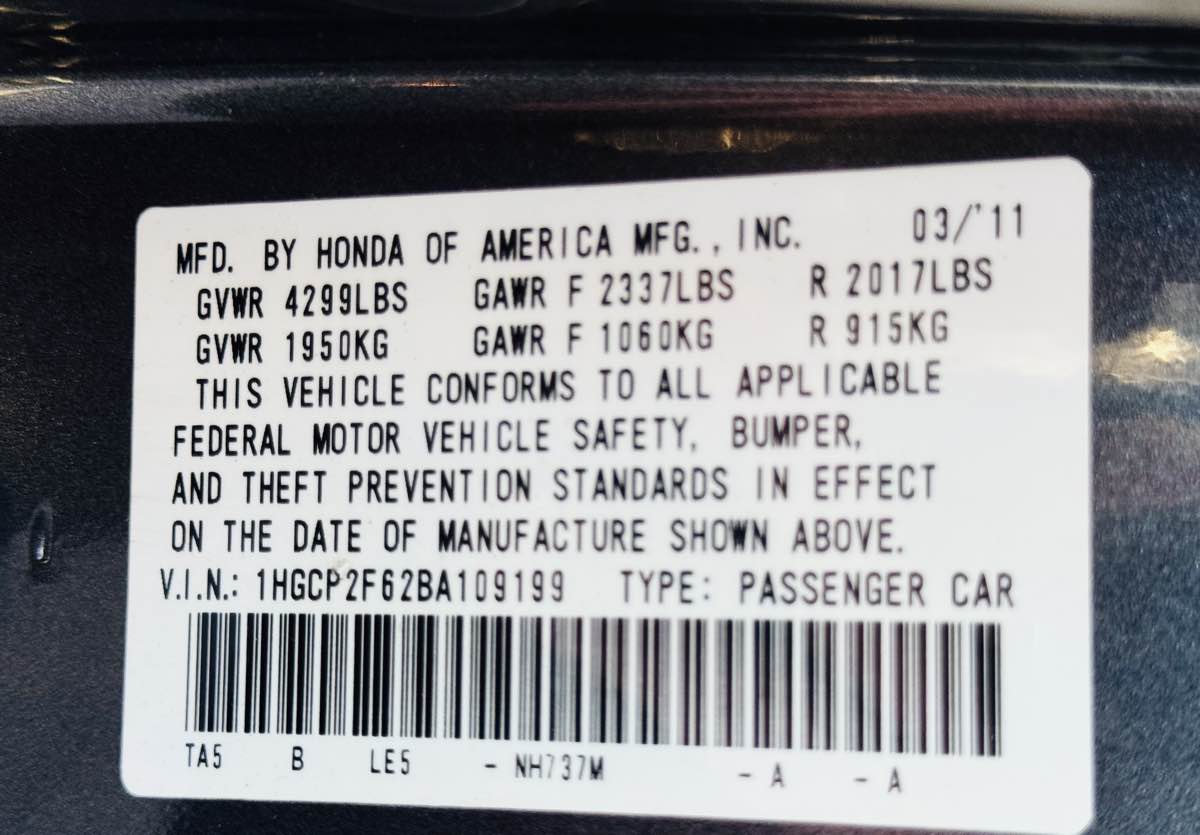 MFD. BY HONDA OF AMERICA MFG., INC. 03/'11
GVWR 4299LBS GAWR F 2337LBS R 2017LBS
GVWR 1950KG GAWR F 1060KG R 915KG
THIS VEHICLE CONFORMS TO ALL APPLICABLE
FEDERAL MOTOR VEHICLE SAFETY, BUMPER,
AND THEFT PREVENTION STANDARDS IN EFFECT
ON THE DATE OF MANUFACTURE SHOWN ABOVE.
V.I.N.: 1HGCP2F62BA109199 TYPE: PASSENGER CAR
TA5 B LE5 - NH737M - A - A